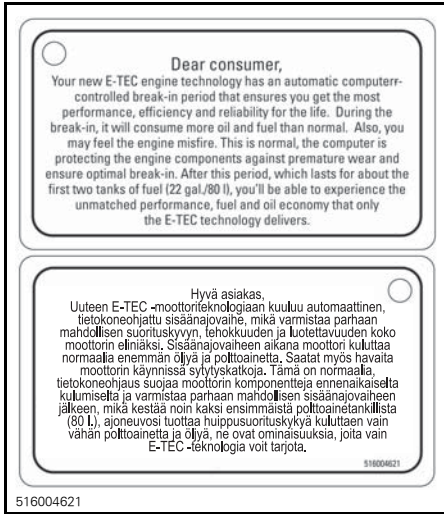 Dear consumer,
Your new E-TEC engine technology has an automatic computerr-
controlled break-in period that ensures you get the most
performance, efficiency and reliability for the life. During the
break-in, it will consume more oil and fuel than normal. Also, you
may feel the engine misfire. This is normal, the computer is
protecting the engine components against premature wear and
ensure optimal break-in. After this period, which lasts for about the
first two tanks of fuel (22 gal./80 l), you'll be able to experience the
unmatched performance, fuel and oil economy that only
the E-TEC technology delivers.
Hyvä asiakas,
Uuteen E-TEC -moottoriteknologiaan kuuluu automaattinen,
tietokoneohjattu sisäänajovaihe, mikä varmistaa parhaan
mahdollisen suorituskyvyn, tehokkuuden ja luotettavuuden koko
moottorin eliniäksi. Sisäänajovaiheen aikana moottori kuluttaa
normaalia enemmän öljyä ja polttoainetta. Saatat myös havaita
moottorin käynnissä sytytyskatkoja. Tämä on normaalia,
tietokoneohjaus suojaa moottorin komponentteja ennenaikaiselta
kulumiselta ja varmistaa parhaan mahdollisen sisäänajovaiheen
jälkeen, mikä kestää noin kaksi ensimmäistä polttoainetankillista
(80 l.), ajoneuvosi tuottaa huippusuorituskykyä kuluttaen vain
vähän polttoainetta ja öljyä, ne ovat ominaisuuksia, joita vain
E-TEC -teknologia voit tarjota.
516004621
516004621